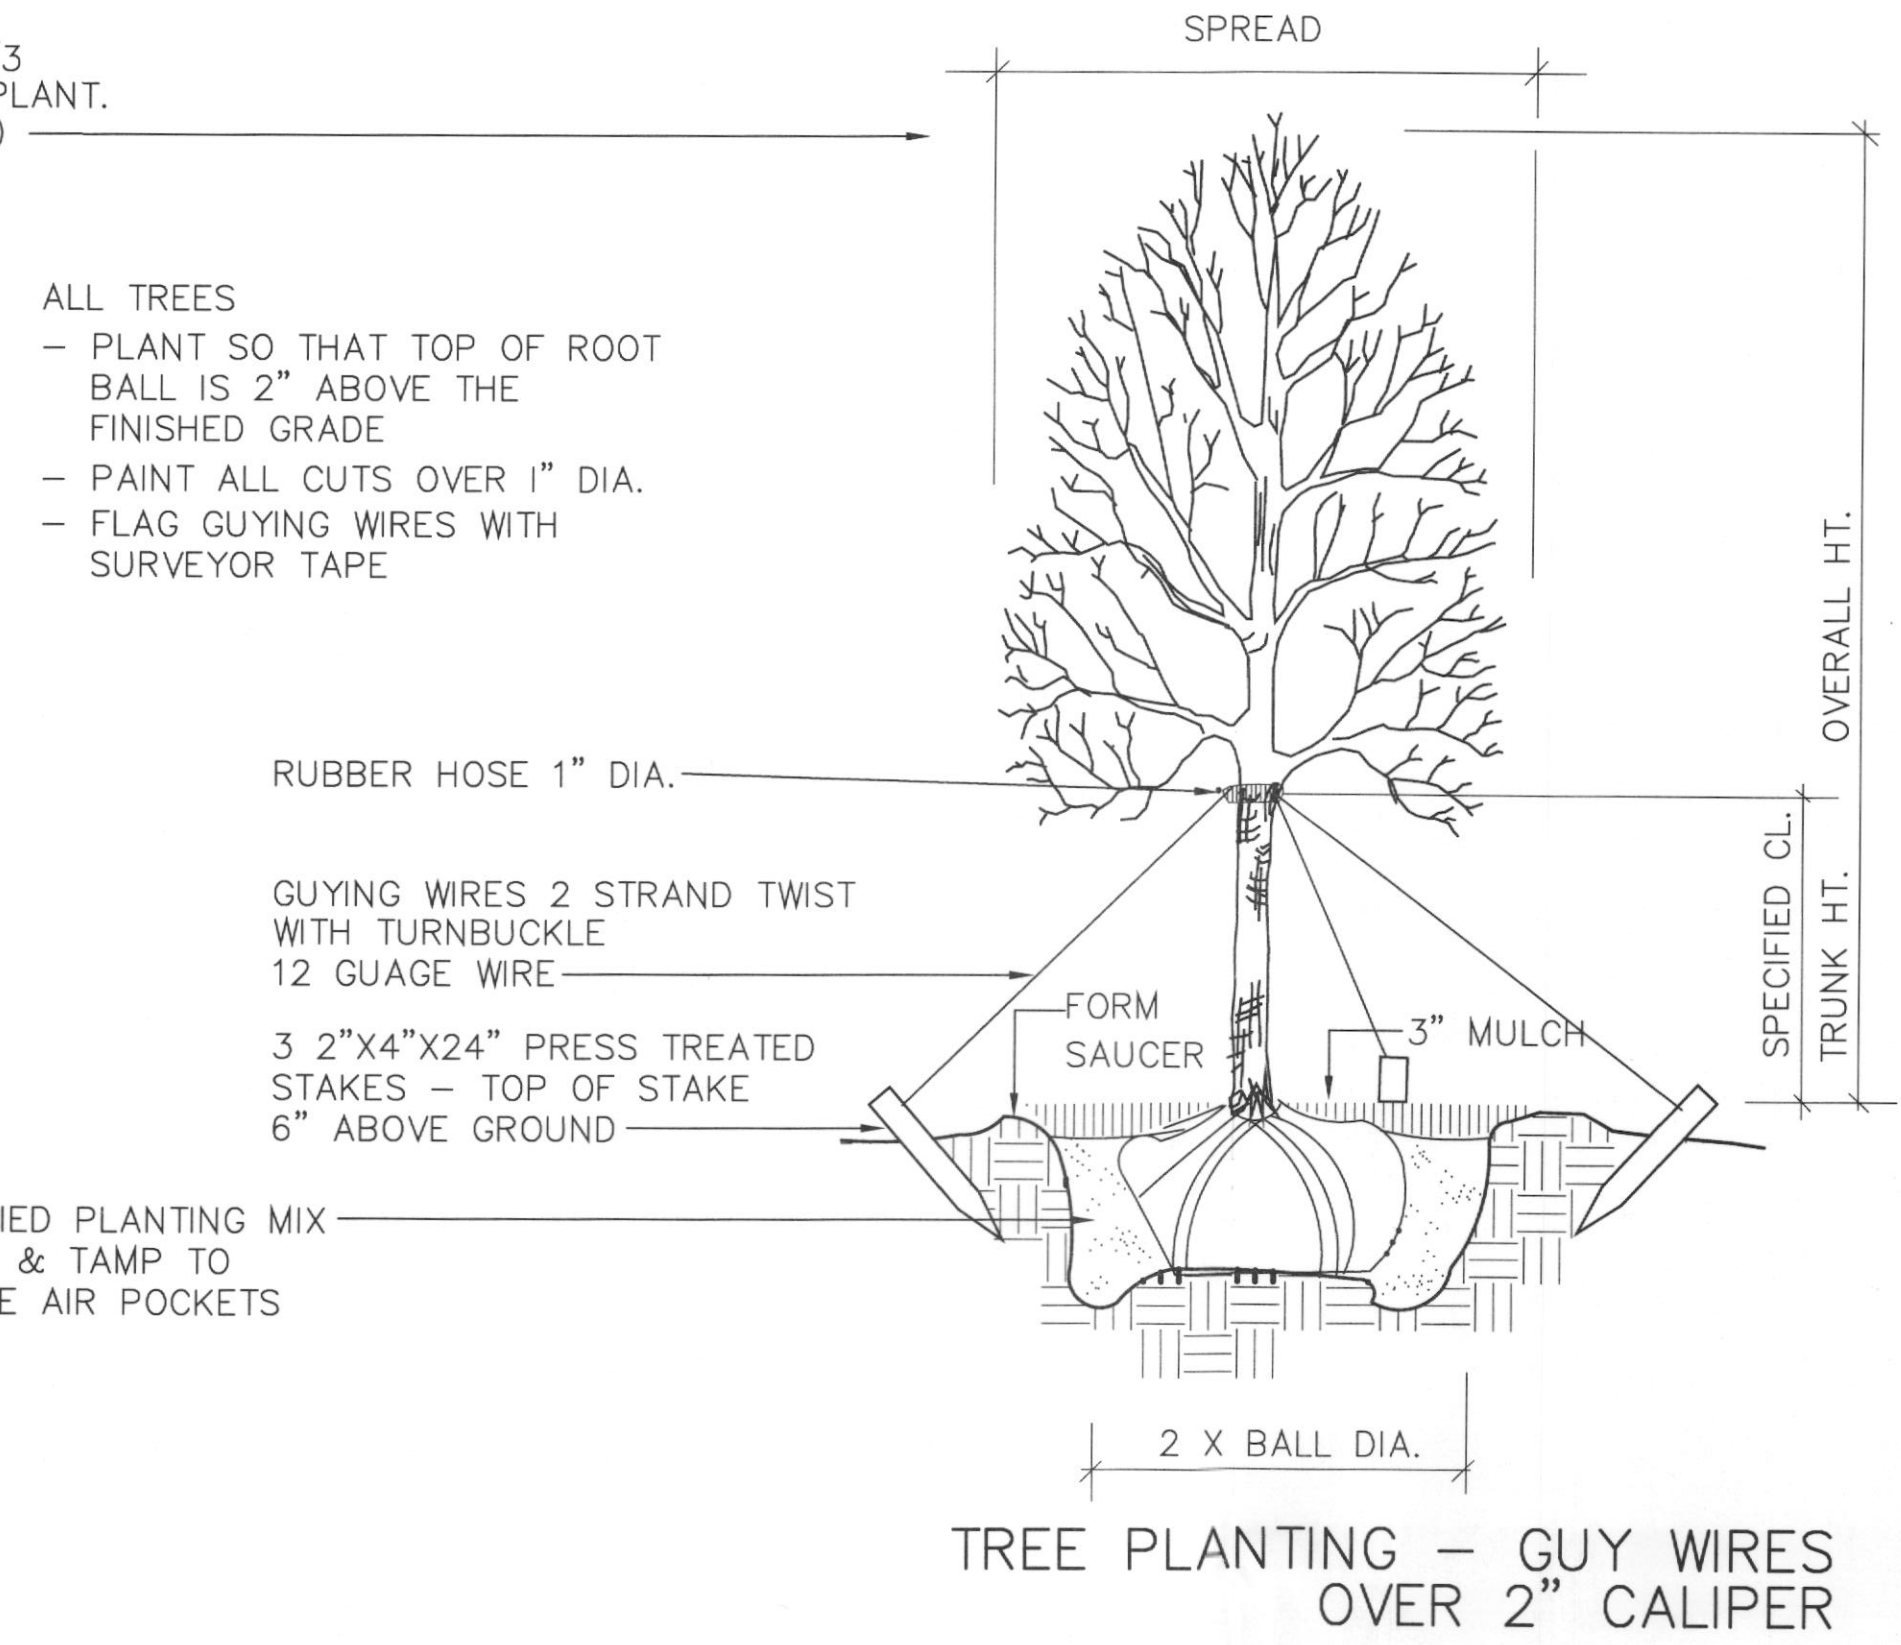 SPREAD
3
PLANT.
)
ALL TREES
– PLANT SO THAT TOP OF ROOT
BALL IS 2” ABOVE THE
FINISHED GRADE
– PAINT ALL CUTS OVER 1” DIA.
– FLAG GUYING WIRES WITH
SURVEYOR TAPE
OVERALL HT.
RUBBER HOSE 1” DIA.
GUYING WIRES 2 STRAND TWIST
WITH TURNBUCKLE
12 GUAGE WIRE
SPECIFIED CL.
TRUNK HT.
FORM
SAUCER
3” MULCH
3 2”X4”X24” PRESS TREATED
STAKES – TOP OF STAKE
6” ABOVE GROUND
IED PLANTING MIX
& TAMP TO
E AIR POCKETS
2 X BALL DIA.
TREE PLANTING – GUY WIRES
OVER 2” CALIPER